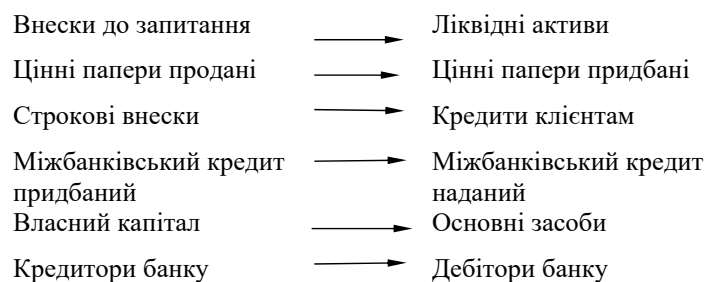 Внески до запитання Ліквідні активи
Цінні папери продані Цінні папери придбані
Строкові внески Кредити клієнтам
Міжбанківський кредит Міжбанківський кредит
придбаний наданий
Власний капітал Основні засоби
Кредитори банку Дебітори банку